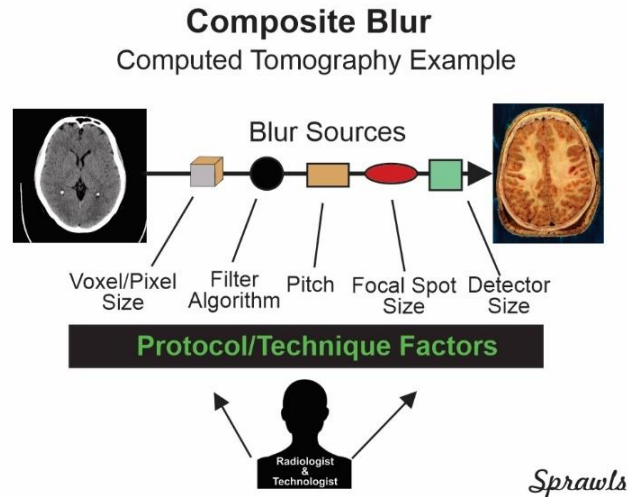 Composite Blur
Computed Tomography Example
Blur Sources
Voxel/Pixel
Size
Filter
Algorithm
Pitch
Focal Spot
Size
Detector
Size
Protocol/Technique Factors
Radiologist
&
Technologist
Sprawls